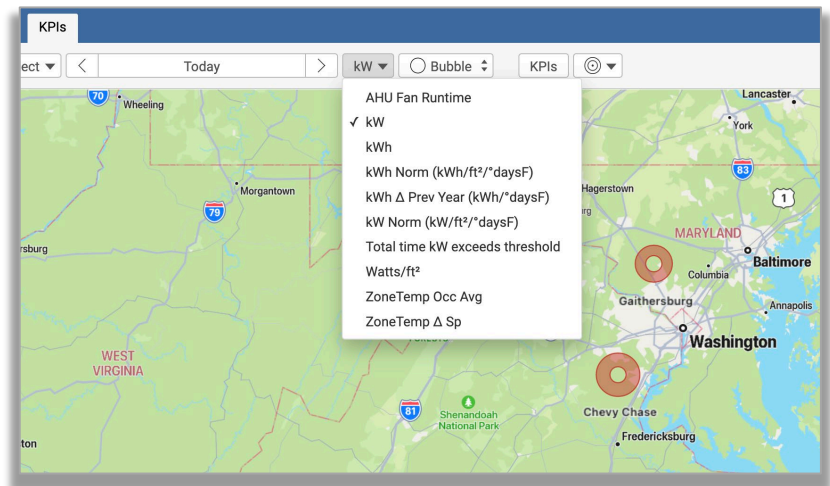 KPIs
ect ▼
Today
kW ▼
Bubble
KPIs
AHU Fan Runtime
✓ kW
kWh
kWh Norm (kWh/ft²/°daysF)
kWh Δ Prev Year (kWh/°daysF)
kW Norm (kW/ft²/°daysF)
Total time kW exceeds threshold
Watts/ft²
ZoneTemp Occ Avg
ZoneTemp Δ Sp
70
Wheeling
Lancaster
York
83
Morgantown
Hagerstown
1
79
rg
MARYLAND
rsburg
Baltimore
Columbia
Gaithersburg
Annapolis
Washington
WEST
VIRGINIA
81
Shenandoah
National Park
Chevy Chase
Fredericksburg
ton